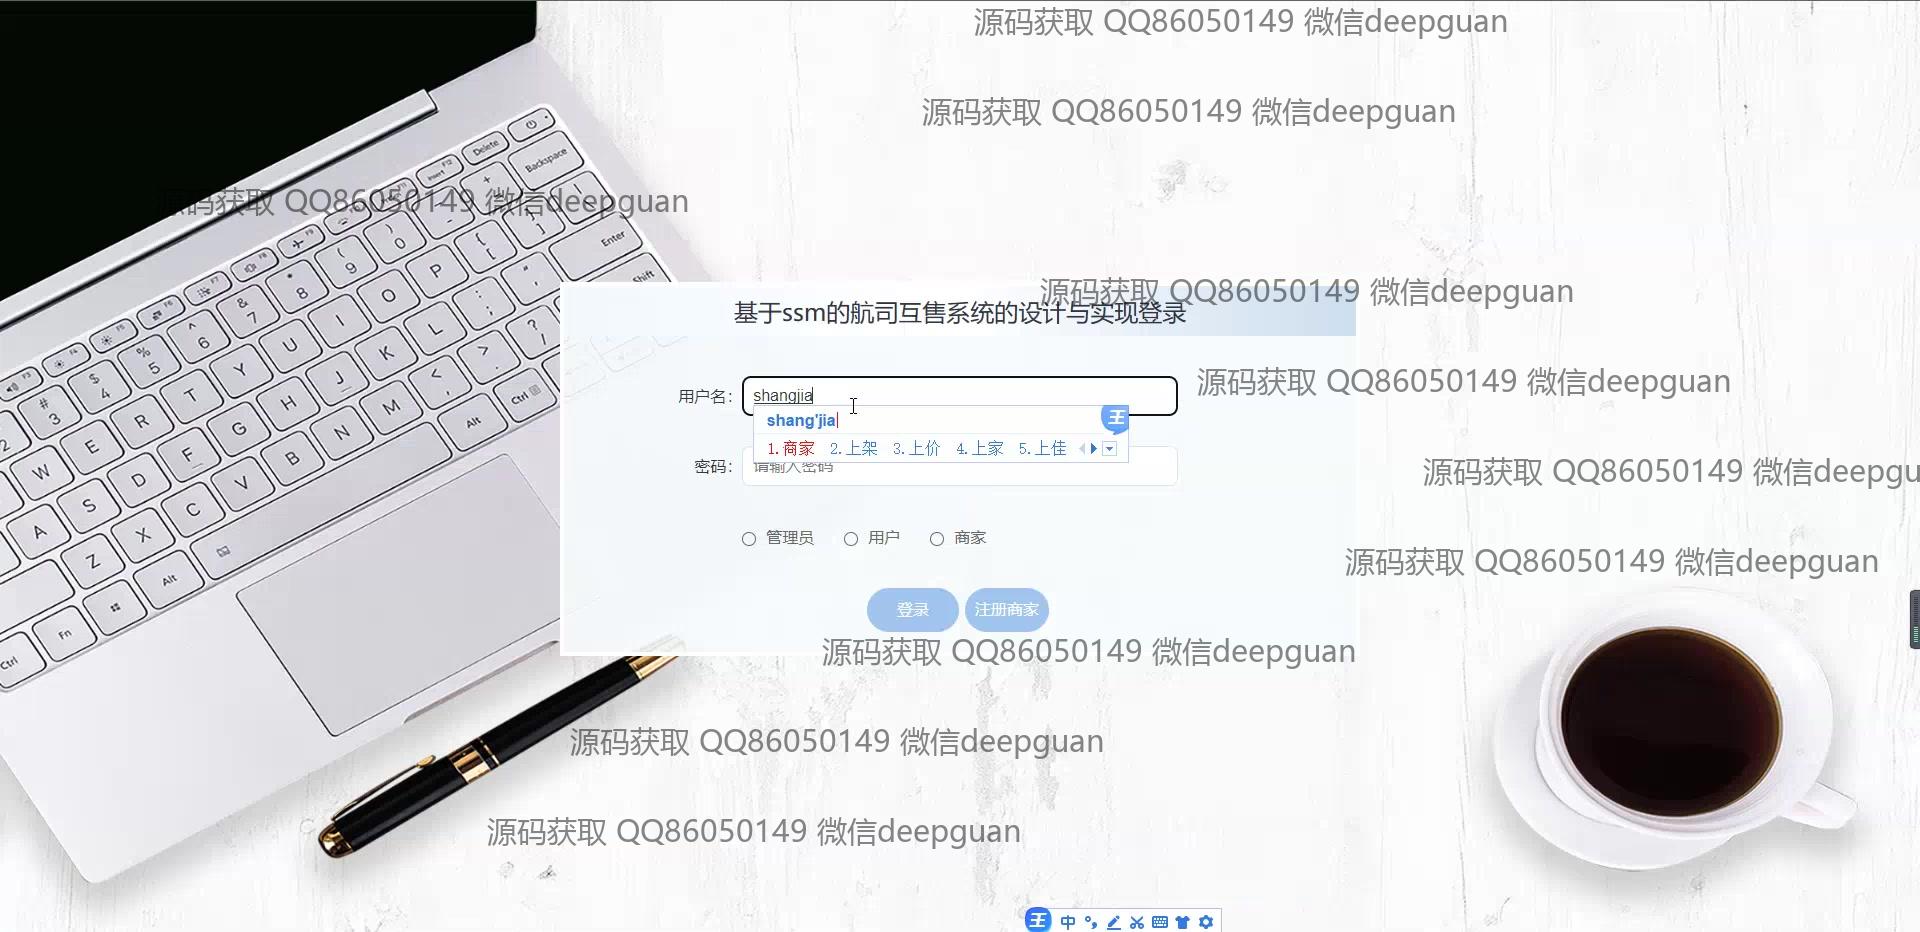 源码获取 QQ86050149 微信deepguan
源码获取 QQ86050149 微信deepguan
源码获取 QQ86050149 微信deepguan
源码获取 QQ86050149 微信deepguan
基于ssm的航司互售系统的设计与实现登录
源码获取 QQ86050149 微信deepguan
用户名: shangjia
shang'jia
1.商家 2.上架 3.上价 4.上家 5.上佳
密码: 请输入密码
源码获取 QQ86050149 微信deepgu
管理员 用户 商家
源码获取 QQ86050149 微信deepguan
登录 注册商家
源码获取 QQ86050149 微信deepguan
源码获取 QQ86050149 微信deepguan
源码获取 QQ86050149 微信deepguan
王 中
Delete
Backspace
Enter
Shift
Ctrl
Alt
Fn
Alt
Ctrl